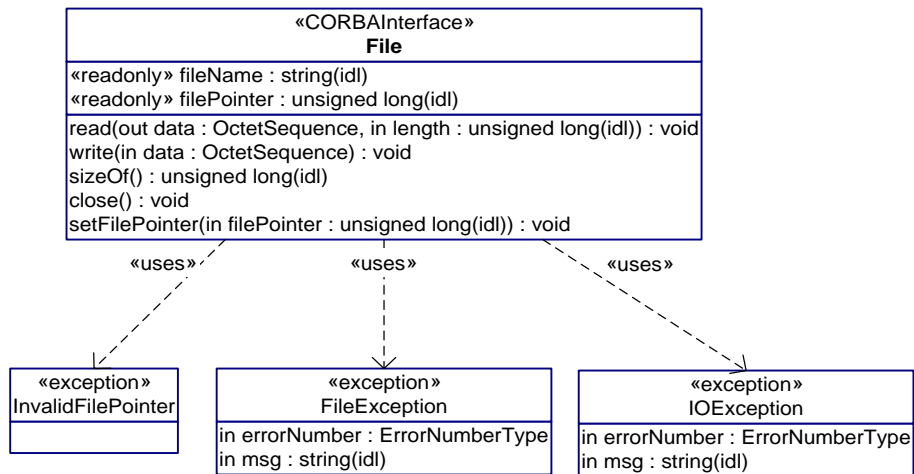 «CORBAInterface»
File
«readonly» fileName : string(idl)
«readonly» filePointer : unsigned long(idl)
read(out data : OctetSequence, in length : unsigned long(idl)) : void
write(in data : OctetSequence) : void
sizeOf() : unsigned long(idl)
close() : void
setFilePointer(in filePointer : unsigned long(idl)) : void
«uses»
«uses»
«uses»
«exception»
InvalidFilePointer
«exception»
FileException
in errorNumber : ErrorNumberType
in msg : string(idl)
«exception»
IOException
in errorNumber : ErrorNumberType
in msg : string(idl)